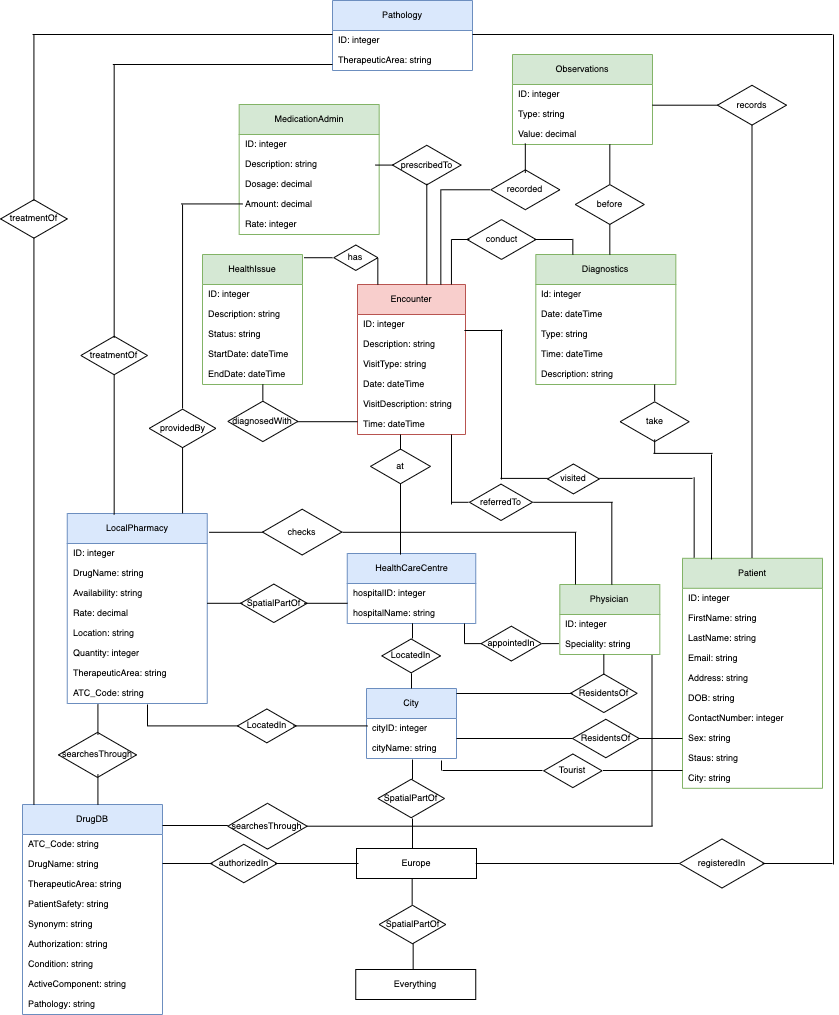 Pathology
ID: integer
TherapeuticArea: string
Observations
ID: integer
Type: string
Value: decimal
records
MedicationAdmin
ID: integer
Description: string
Dosage: decimal
Amount: decimal
Rate: integer
prescribedTo
recorded
before
treatmentOf
conduct
has
HealthIssue
ID: integer
Description: string
Status: string
StartDate: dateTime
EndDate: dateTime
Diagnostics
Id: integer
Date: dateTime
Type: string
Time: dateTime
Description: string
Encounter
ID: integer
Description: string
VisitType: string
Date: dateTime
VisitDescription: string
Time: dateTime
treatmentOf
providedBy
diagnosedWith
take
at
visited
referredTo
LocalPharmacy
ID: integer
DrugName: string
Availability: string
Rate: decimal
Location: string
Quantity: integer
TherapeuticArea: string
ATC_Code: string
checks
HealthCareCentre
hospitalID: integer
hospitalName: string
SpatialPartOf
Physician
ID: integer
Speciality: string
Patient
ID: integer
FirstName: string
LastName: string
Email: string
Address: string
DOB: string
ContactNumber: integer
Sex: string
Staus: string
City: string
appointedIn
LocatedIn
ResidentsOf
City
cityID: integer
cityName: string
LocatedIn
ResidentsOf
Tourist
searchesThrough
SpatialPartOf
DrugDB
ATC_Code: string
DrugName: string
TherapeuticArea: string
PatientSafety: string
Synonym: string
Authorization: string
Condition: string
ActiveComponent: string
Pathology: string
searchesThrough
authorizedIn
Europe
registeredIn
SpatialPartOf
Everything